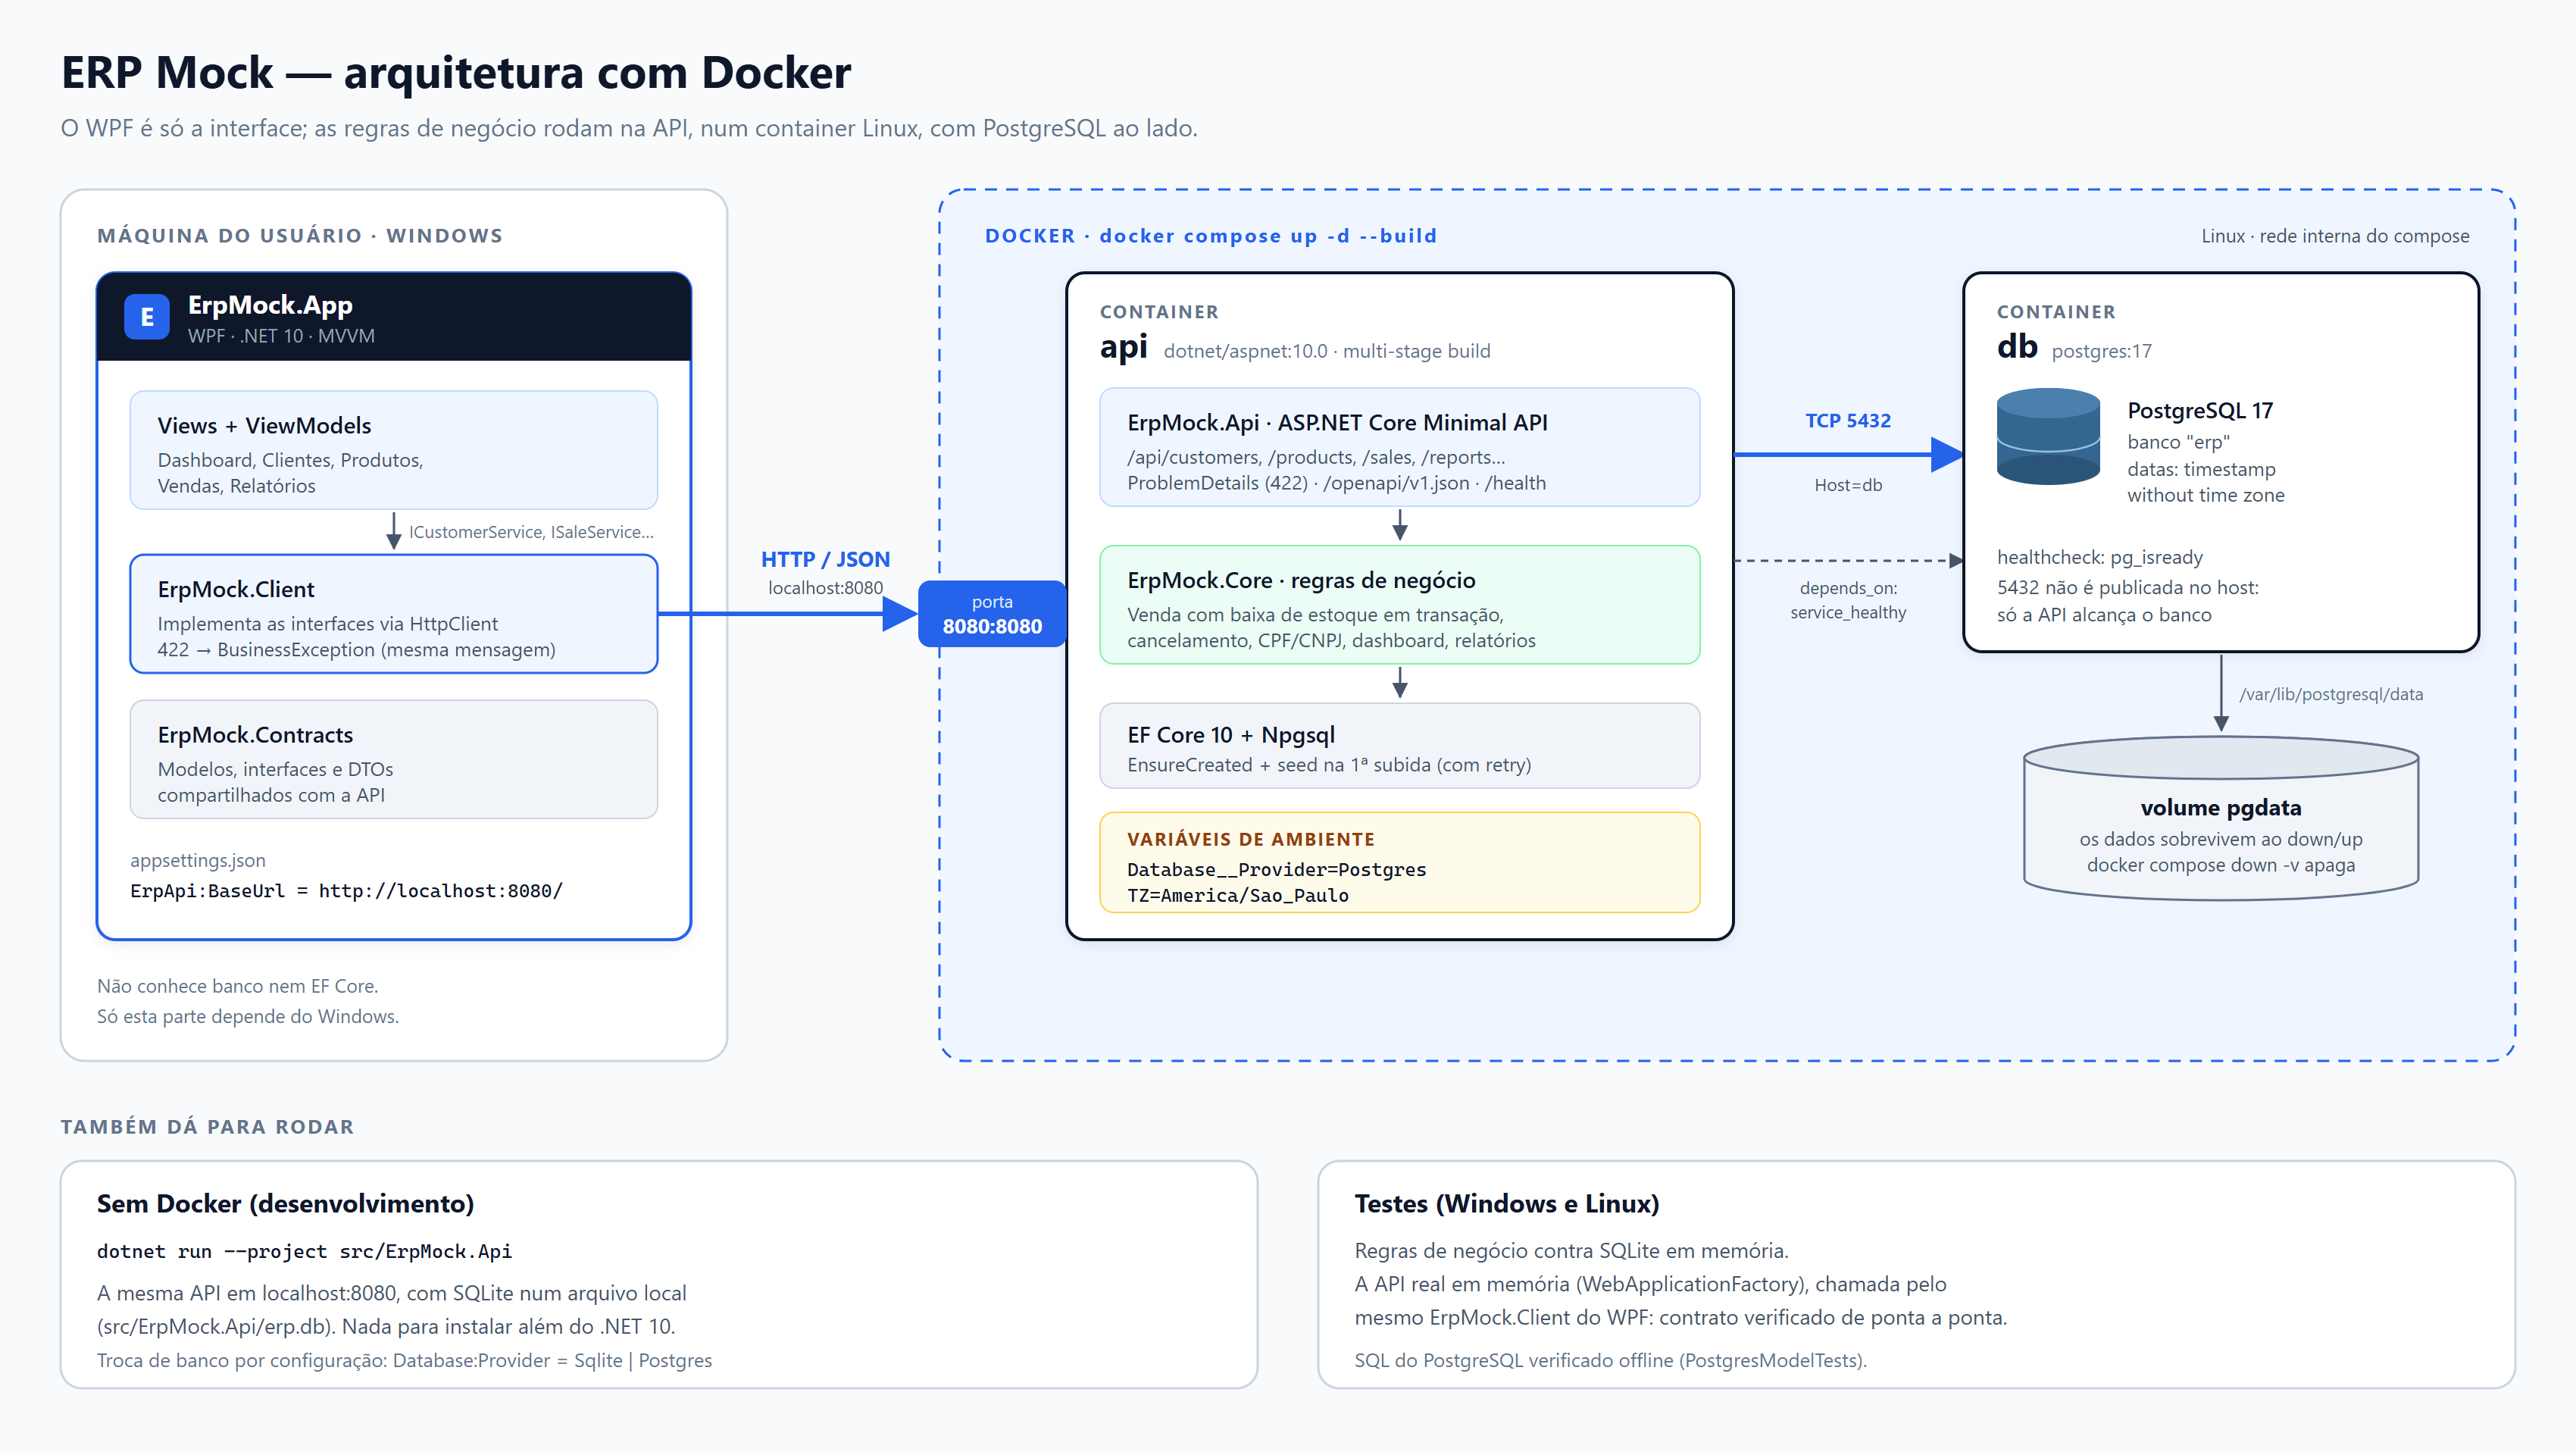 ERP Mock — arquitetura com Docker
O WPF é só a interface; as regras de negócio rodam na API, num container Linux, com PostgreSQL ao lado.
MÁQUINA DO USUÁRIO · WINDOWS
E
ErpMock.App
WPF · .NET 10 · MVVM
Views + ViewModels
Dashboard, Clientes, Produtos,
Vendas, Relatórios
ICustomerService, ISaleService...
ErpMock.Client
Implementa as interfaces via HttpClient
422 → BusinessException (mesma mensagem)
ErpMock.Contracts
Modelos, interfaces e DTOs
compartilhados com a API
appsettings.json
ErpApi:BaseUrl = http://localhost:8080/
Não conhece banco nem EF Core.
Só esta parte depende do Windows.
HTTP / JSON
localhost:8080
porta
8080:8080
DOCKER · docker compose up -d --build
Linux · rede interna do compose
CONTAINER
api dotnet/aspnet:10.0 · multi-stage build
ErpMock.Api · ASP.NET Core Minimal API
/api/customers, /products, /sales, /reports...
ProblemDetails (422) · /openapi/v1.json · /health
ErpMock.Core · regras de negócio
Venda com baixa de estoque em transação,
cancelamento, CPF/CNPJ, dashboard, relatórios
EF Core 10 + Npgsql
EnsureCreated + seed na 1ª subida (com retry)
VARIÁVEIS DE AMBIENTE
Database__Provider=Postgres
TZ=America/Sao_Paulo
TCP 5432
Host=db
depends_on:
service_healthy
CONTAINER
db postgres:17
PostgreSQL 17
banco "erp"
datas: timestamp
without time zone
healthcheck: pg_isready
5432 não é publicada no host:
só a API alcança o banco
/var/lib/postgresql/data
volume pgdata
os dados sobrevivem ao down/up
docker compose down -v apaga
TAMBÉM DÁ PARA RODAR
Sem Docker (desenvolvimento)
dotnet run --project src/ErpMock.Api
A mesma API em localhost:8080, com SQLite num arquivo local
(src/ErpMock.Api/erp.db). Nada para instalar além do .NET 10.
Troca de banco por configuração: Database:Provider = Sqlite | Postgres
Testes (Windows e Linux)
Regras de negócio contra SQLite em memória.
A API real em memória (WebApplicationFactory), chamada pelo
mesmo ErpMock.Client do WPF: contrato verificado de ponta a ponta.
SQL do PostgreSQL verificado offline (PostgresModelTests).